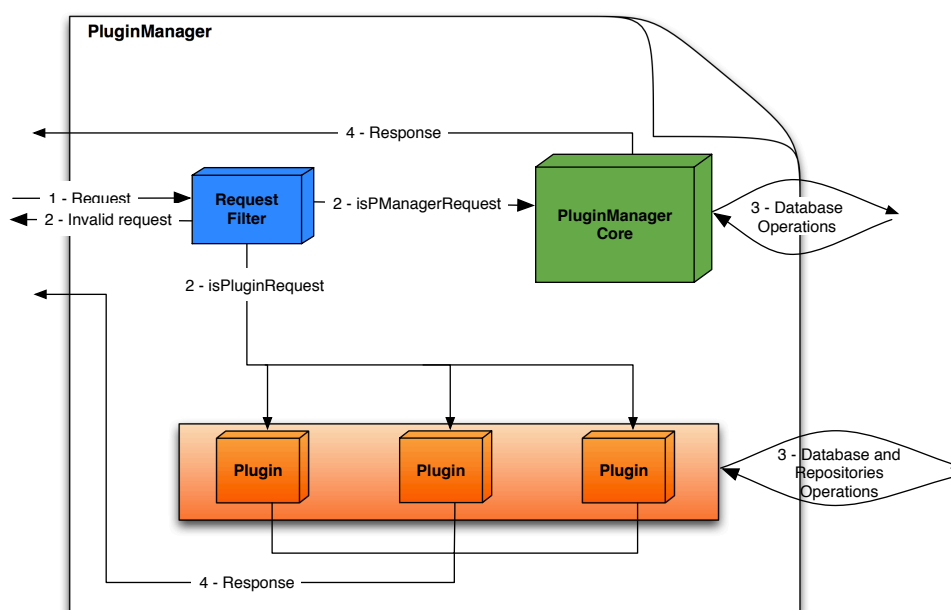 PluginManager
4 - Response
1 - Request
2 - Invalid request
Request
Filter
2 - isPManagerRequest
PluginManager
Core
3 - Database
Operations
2 - isPluginRequest
Plugin
Plugin
Plugin
3 - Database and
Repositories
Operations
4 - Response